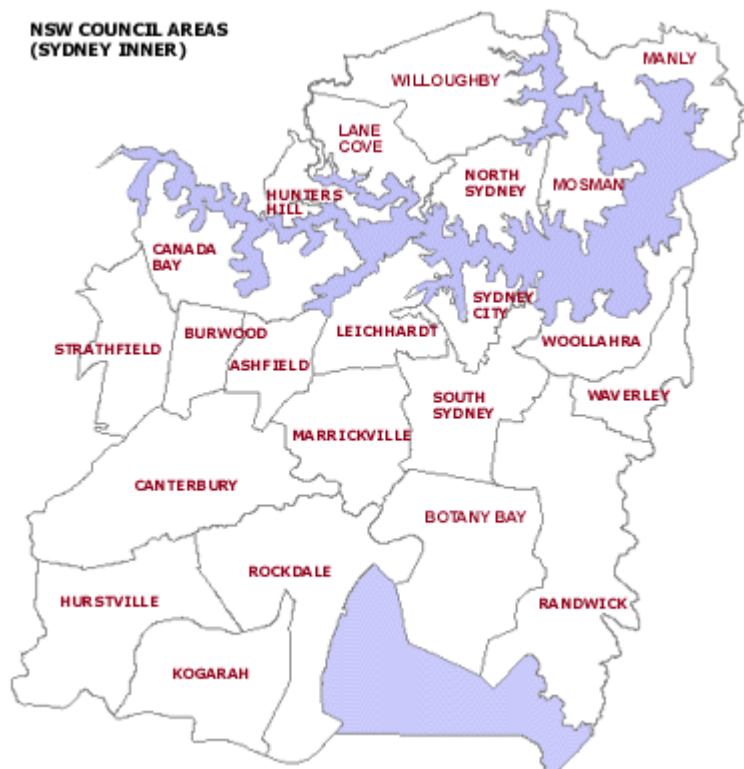 NSW COUNCIL AREAS
(SYDNEY INNER)
MANLY
WILLOUGHBY
LANE
COVE
NORTH
SYDNEY
MOSMAN
HUNTERS
HILL
CANADA
BAY
SYDNEY
CITY
STRATHFIELD
BURWOOD
LEICHHARDT
WOOLLAHRA
ASHFIELD
SOUTH
SYDNEY
WAVERLEY
MARRICKVILLE
CANTERBURY
BOTANY BAY
ROCKDALE
HURSTVILLE
RANDWICK
KOGARAH